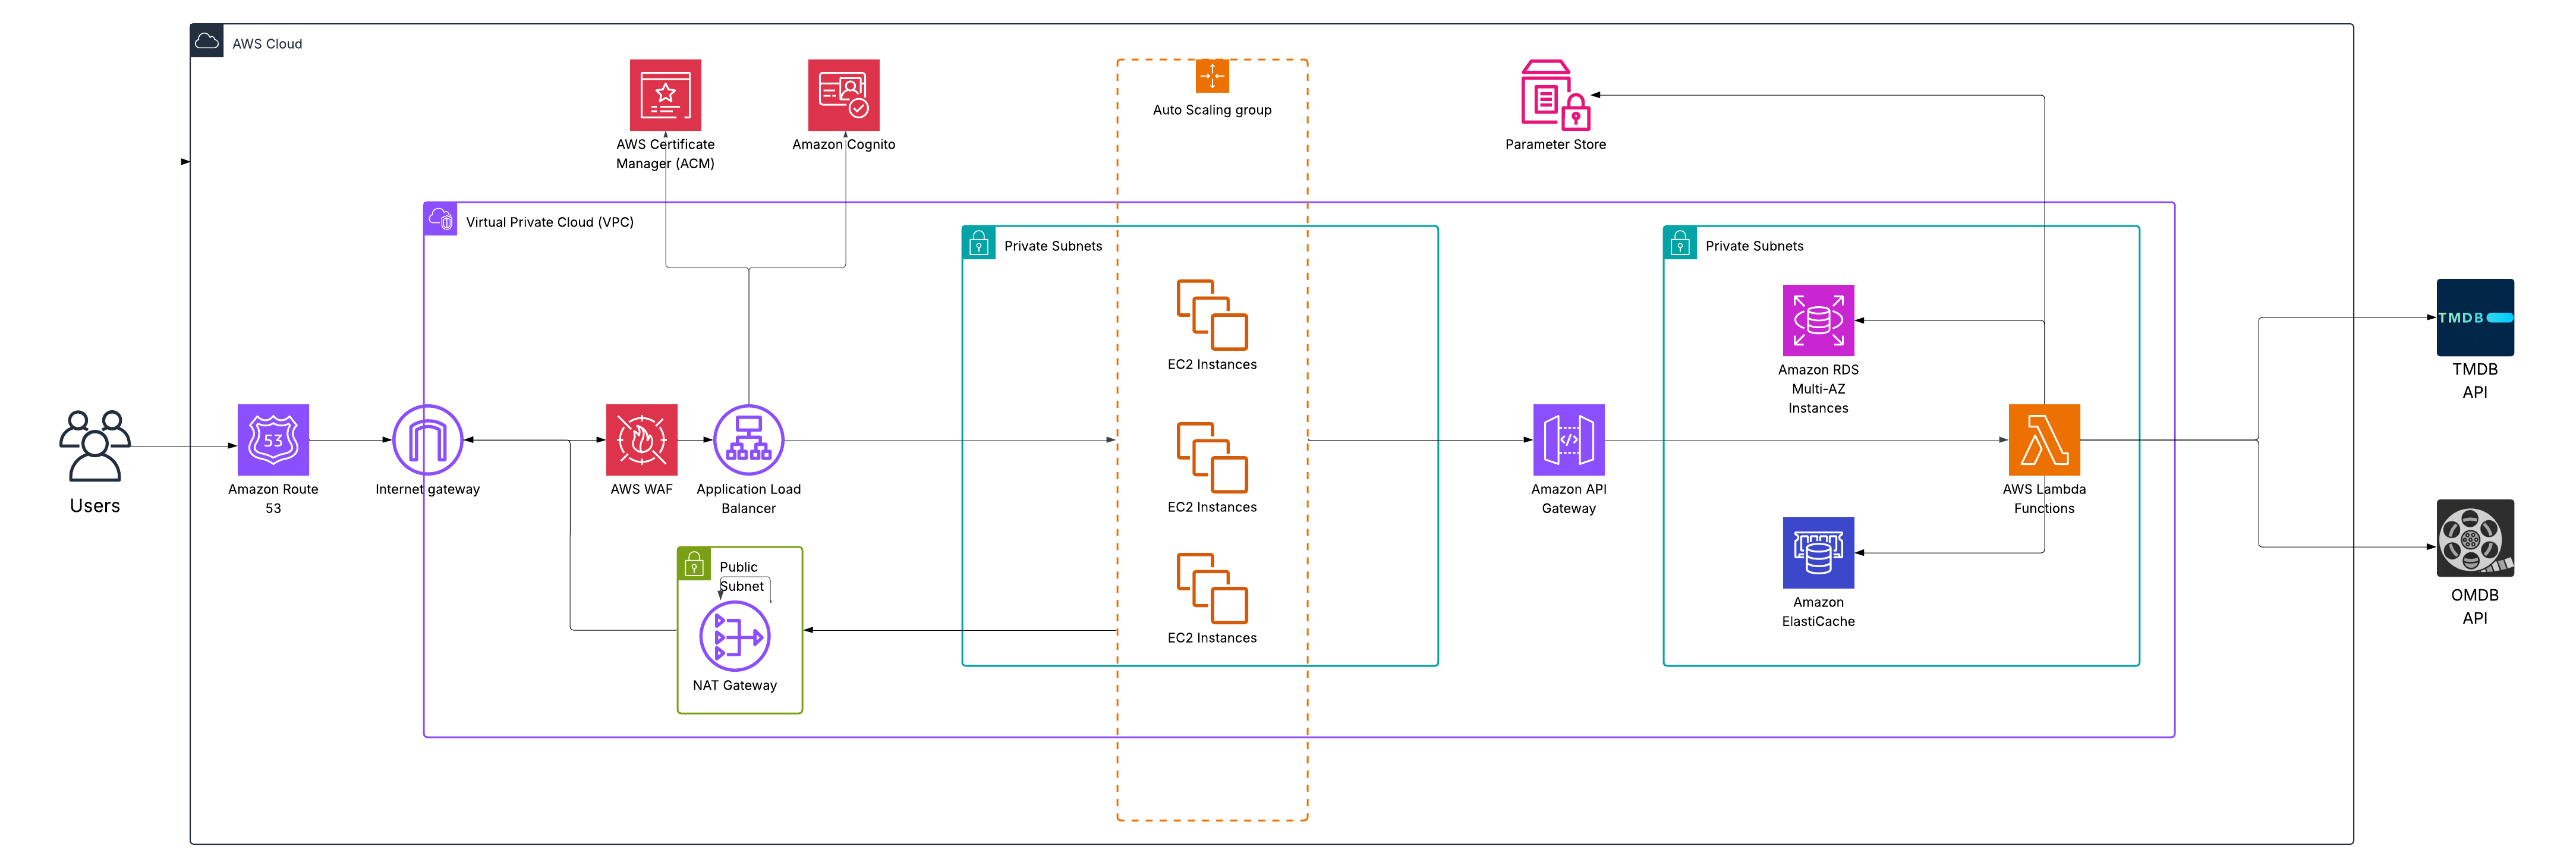 AWS Cloud
AWS Certificate
Manager (ACM)
Amazon Cognito
Auto Scaling group
Parameter Store
Virtual Private Cloud (VPC)
Private Subnets
Private Subnets
EC2 Instances
Amazon RDS
Multi-AZ
Instances
TMDB
TMDB
API
Users
53
Amazon Route
53
Internet gateway
AWS WAF
Application Load
Balancer
EC2 Instances
Amazon API
Gateway
AWS Lambda
Functions
Public
Subnet
NAT Gateway
EC2 Instances
Amazon
ElastiCache
OMDB
API